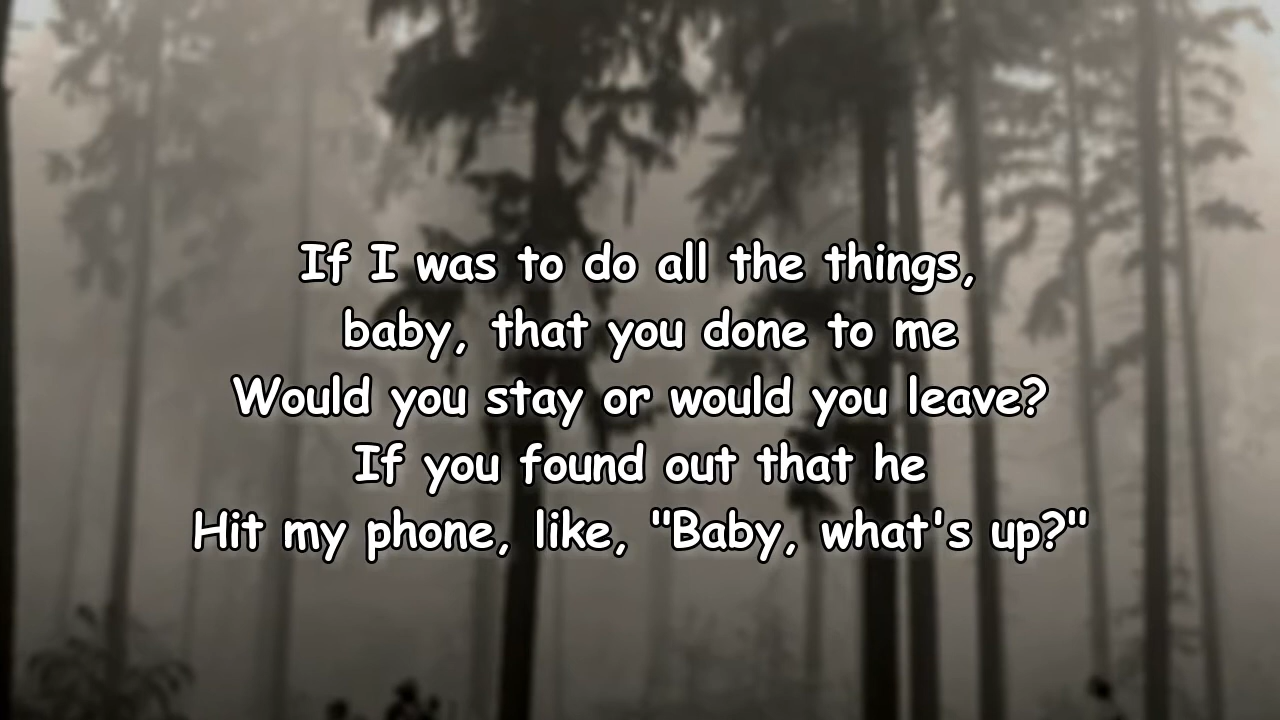 If I was to do all the things,
baby, that you done to me
Would you stay or would you leave?
If you found out that he
Hit my phone, like, "Baby, what's up?"